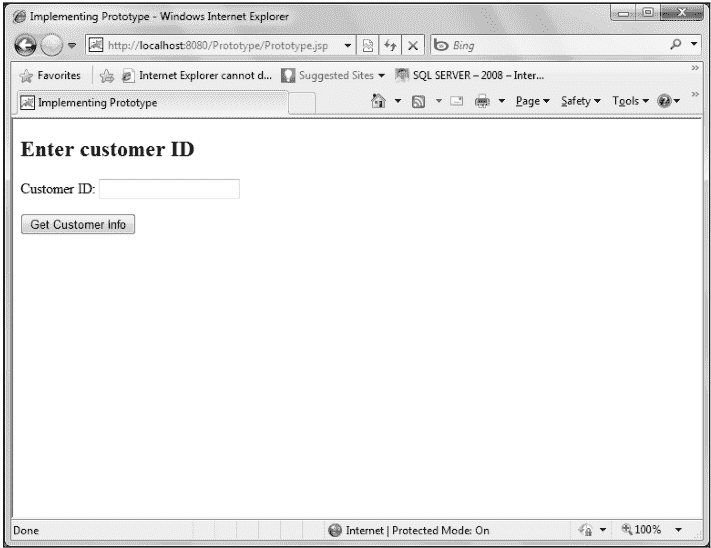 Implementing Prototype - Windows Internet Explorer
http://localhost:8080/Prototype/Prototype.jsp
Bing
Favorites
Internet Explorer cannot d...
Suggested Sites
SQL SERVER – 2008 – Inter...
Implementing Prototype
Page
Safety
Tools
Enter customer ID
Customer ID:
Get Customer Info
Done
Internet | Protected Mode: On
100%